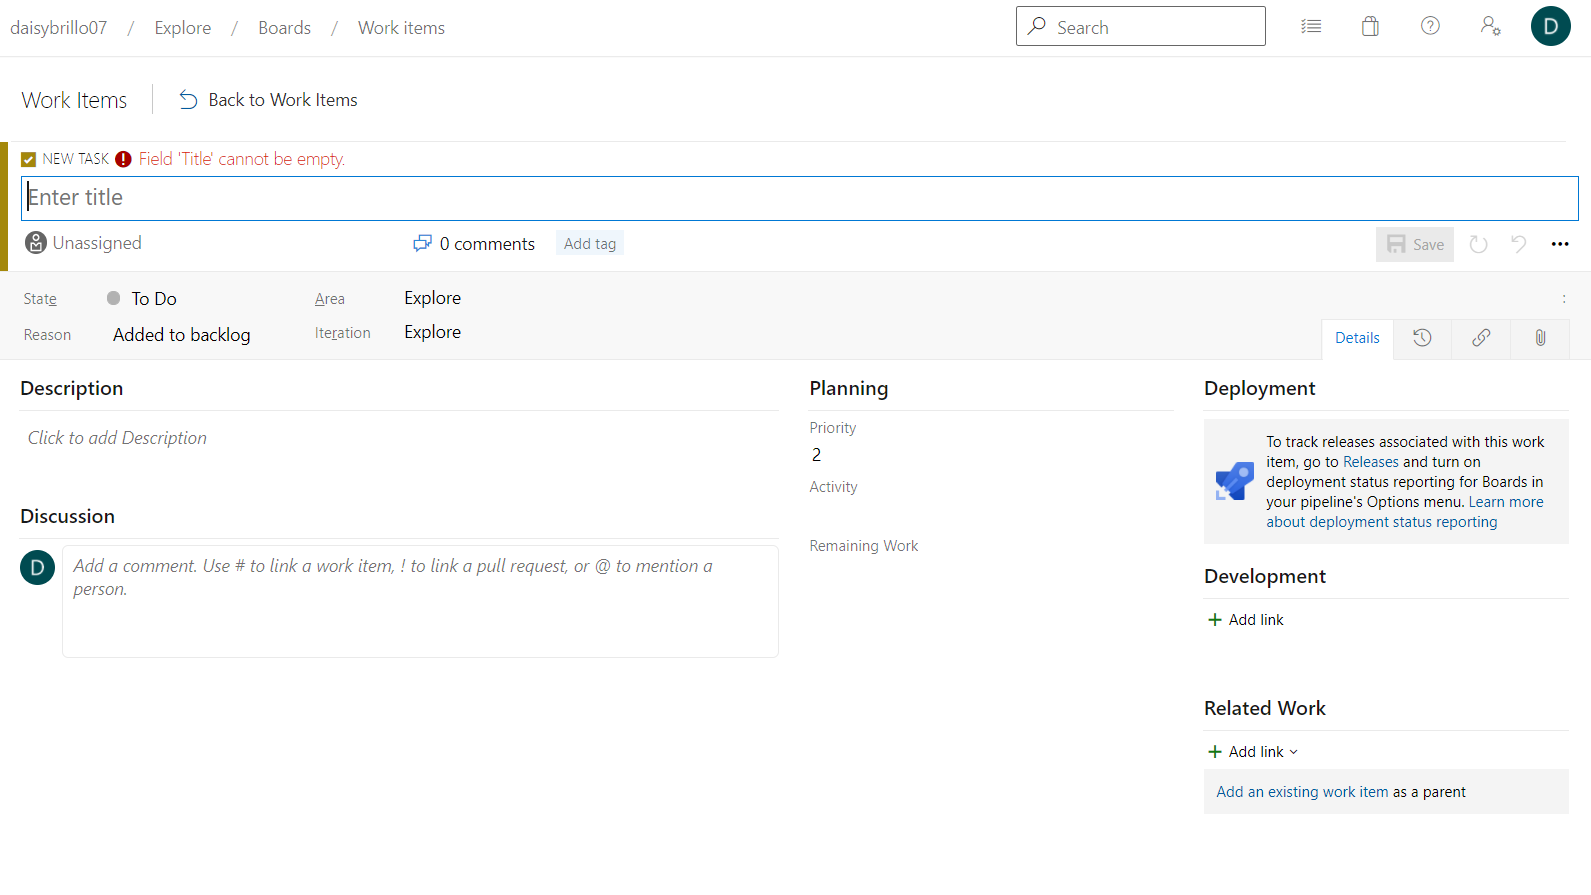 daisybrillo07 / Explore / Boards / Work items
Search
D
Work Items
Back to Work Items
NEW TASK ! Field 'Title' cannot be empty.
Enter title
Unassigned
0 comments
Add tag
Save
State
To Do
Area
Explore
Reason
Added to backlog
Iteration
Explore
Details
Description
Click to add Description
Discussion
D
Add a comment. Use # to link a work item, ! to link a pull request, or @ to mention a
person.
Planning
Priority
2
Activity
Remaining Work
Deployment
To track releases associated with this work
item, go to Releases and turn on
deployment status reporting for Boards in
your pipeline's Options menu. Learn more
about deployment status reporting
Development
+ Add link
Related Work
+ Add link
Add an existing work item as a parent